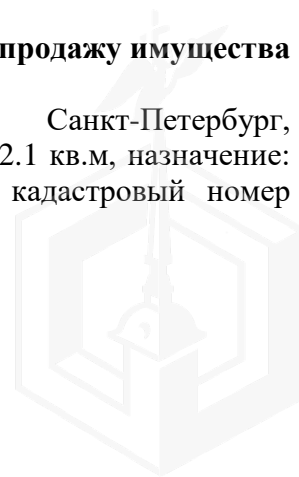 продажу имущества
Санкт-Петербург,
2.1 кв.м, назначение:
кадастровый номер